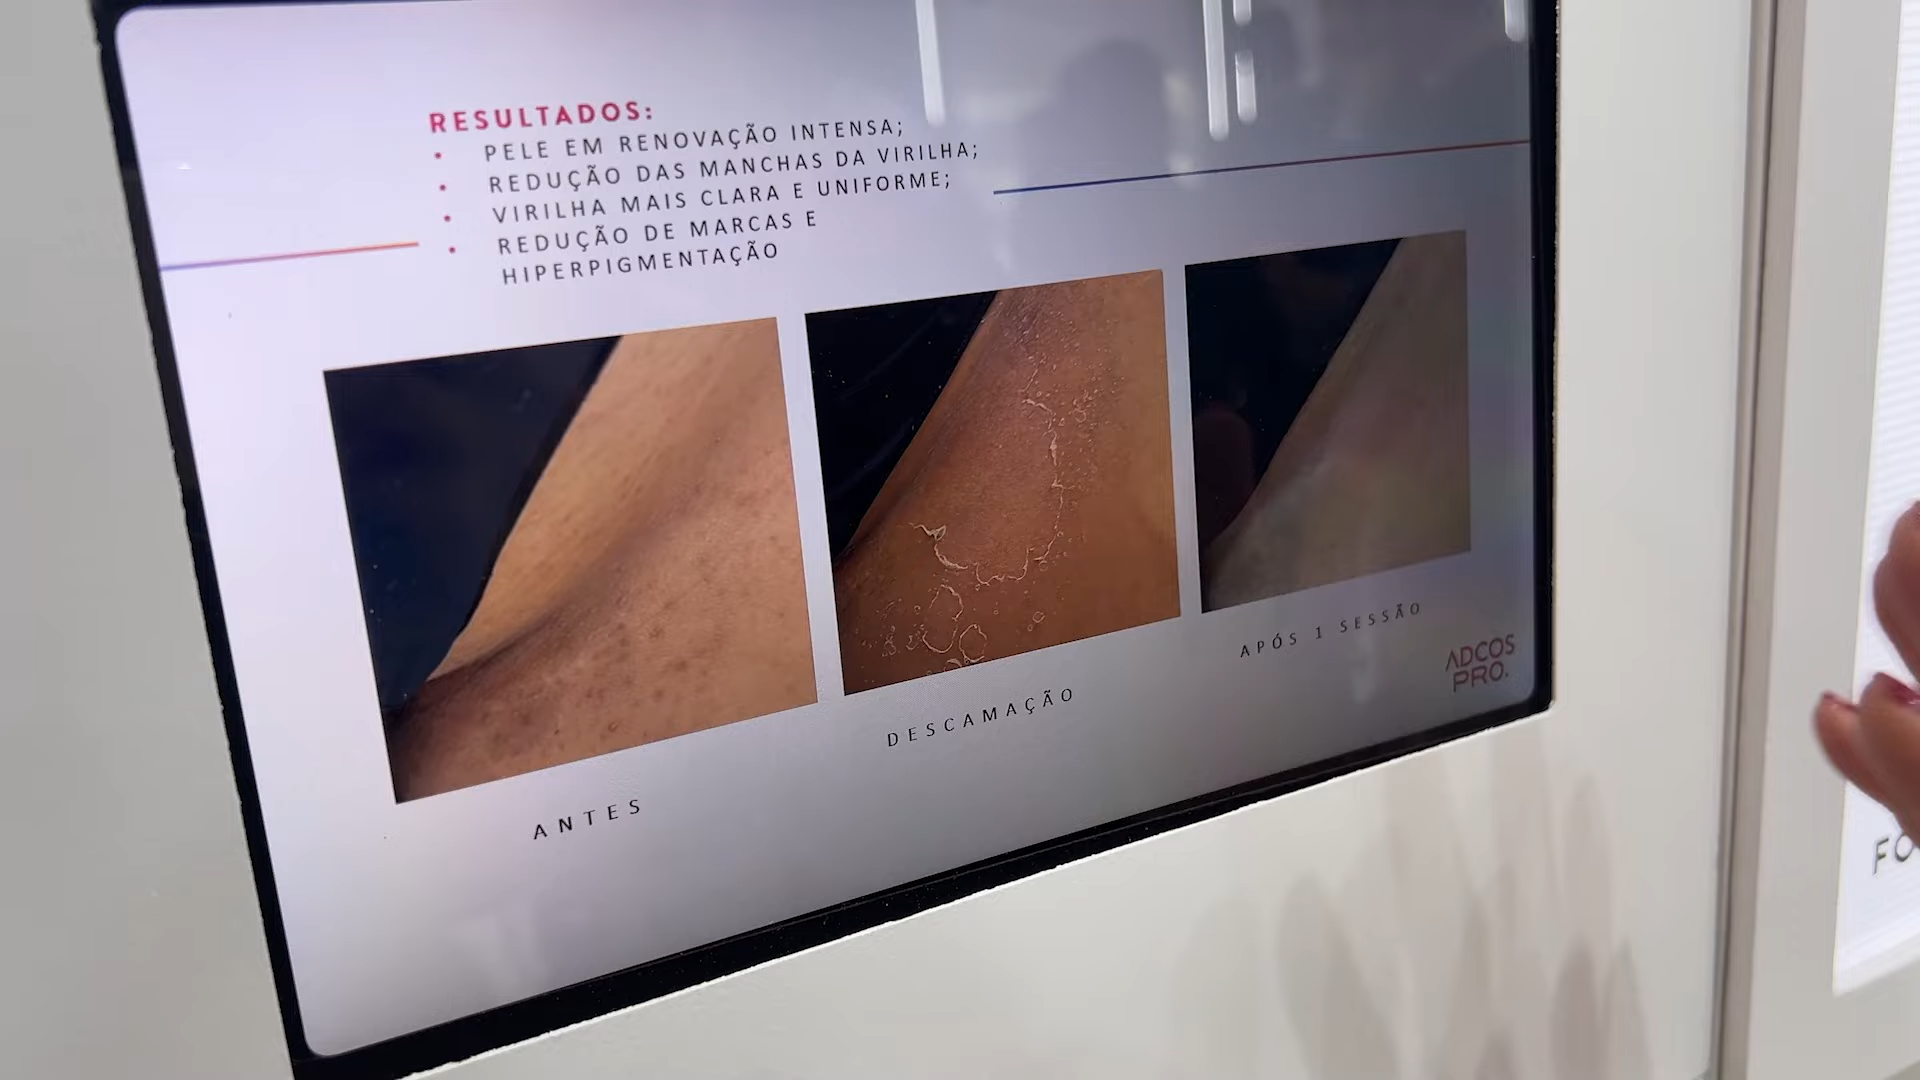 RESULTADOS:
• PELE EM RENOVAÇÃO INTENSA;
• REDUÇÃO DAS MANCHAS DA VIRILHA;
• VIRILHA MAIS CLARA E UNIFORME;
• REDUÇÃO DE MARCAS E
HIPERPIGMENTAÇÃO
ANTES
DESCAMAÇÃO
APÓS 1 SESSÃO
ADCOS
PRO.